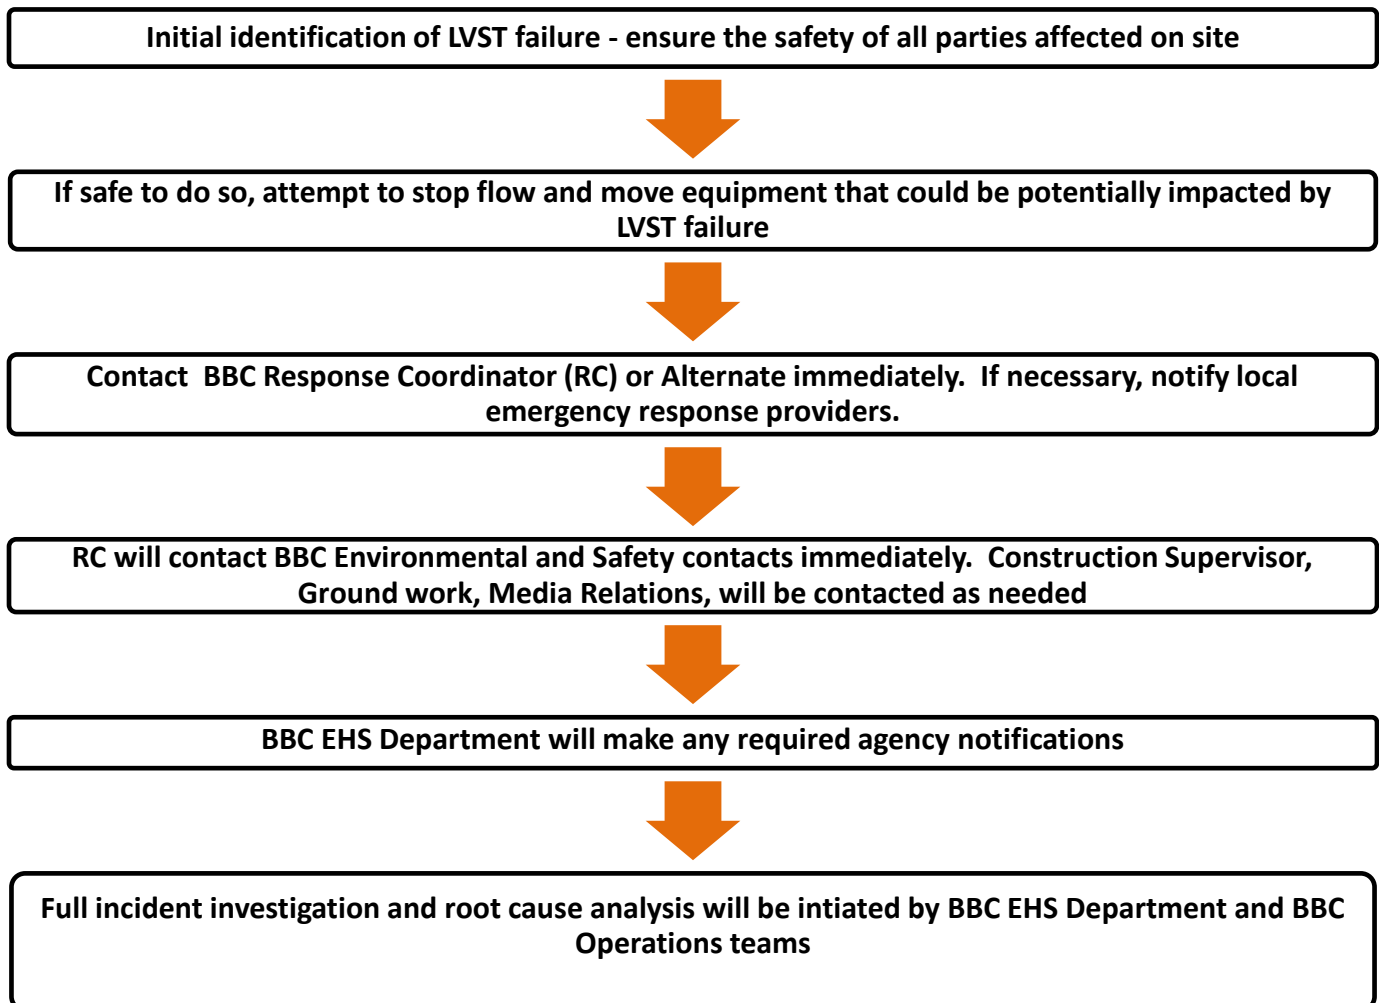 Initial identification of LVST failure - ensure the safety of all parties affected on site
If safe to do so, attempt to stop flow and move equipment that could be potentially impacted by
LVST failure
Contact  BBC Response Coordinator (RC) or Alternate immediately.  If necessary, notify local
emergency response providers.
RC will contact BBC Environmental and Safety contacts immediately.  Construction Supervisor,
Ground work, Media Relations, will be contacted as needed
BBC EHS Department will make any required agency notifications
Full incident investigation and root cause analysis will be intiated by BBC EHS Department and BBC
Operations teams